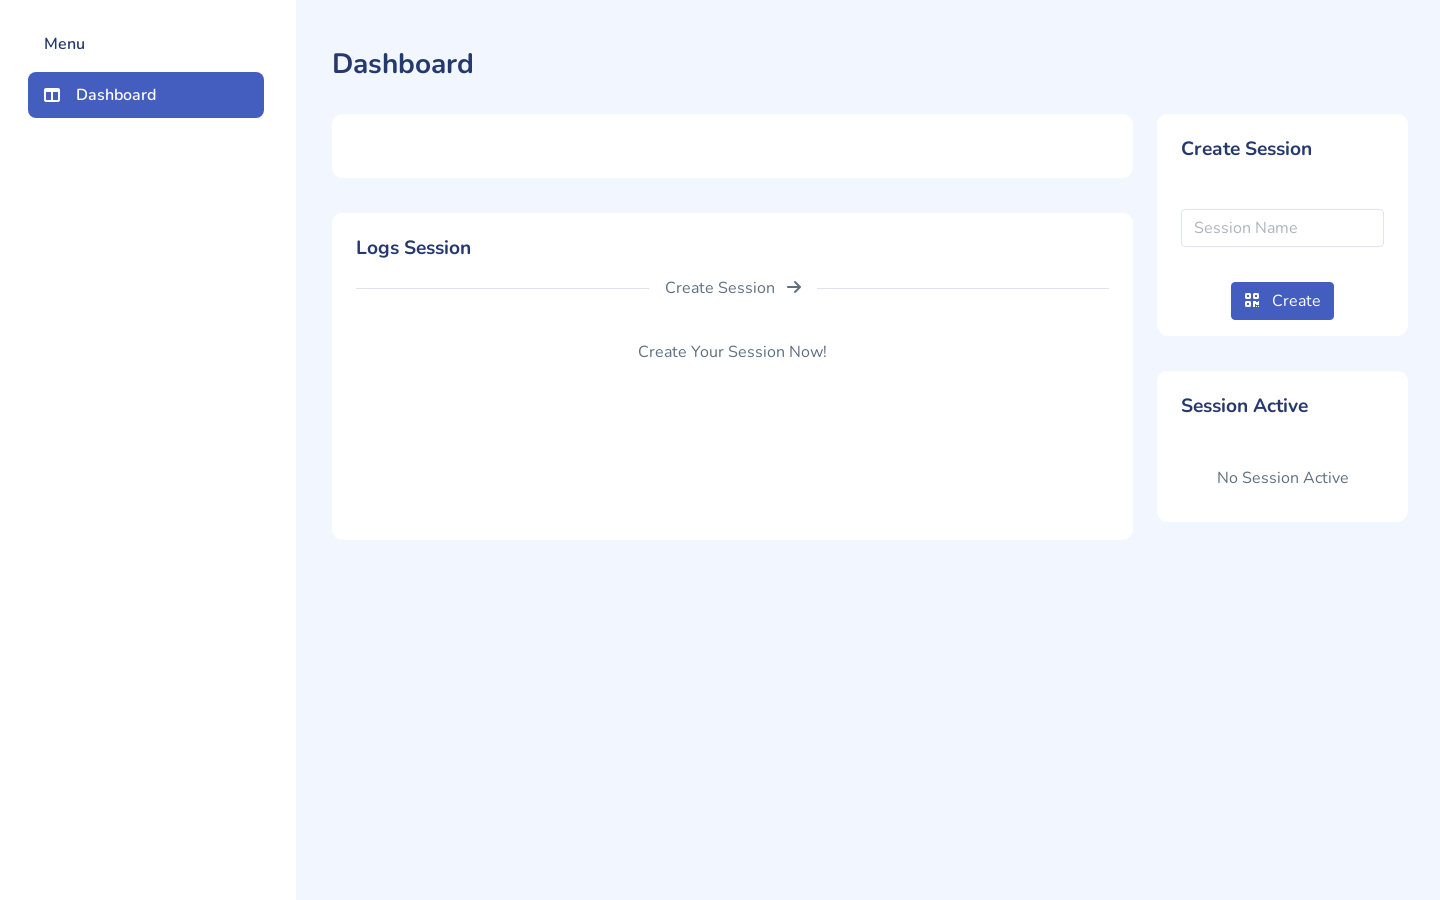 Menu
Dashboard
Dashboard
Logs Session
Create Session
Create Your Session Now!
Create Session
Session Name
Create
Session Active
No Session Active